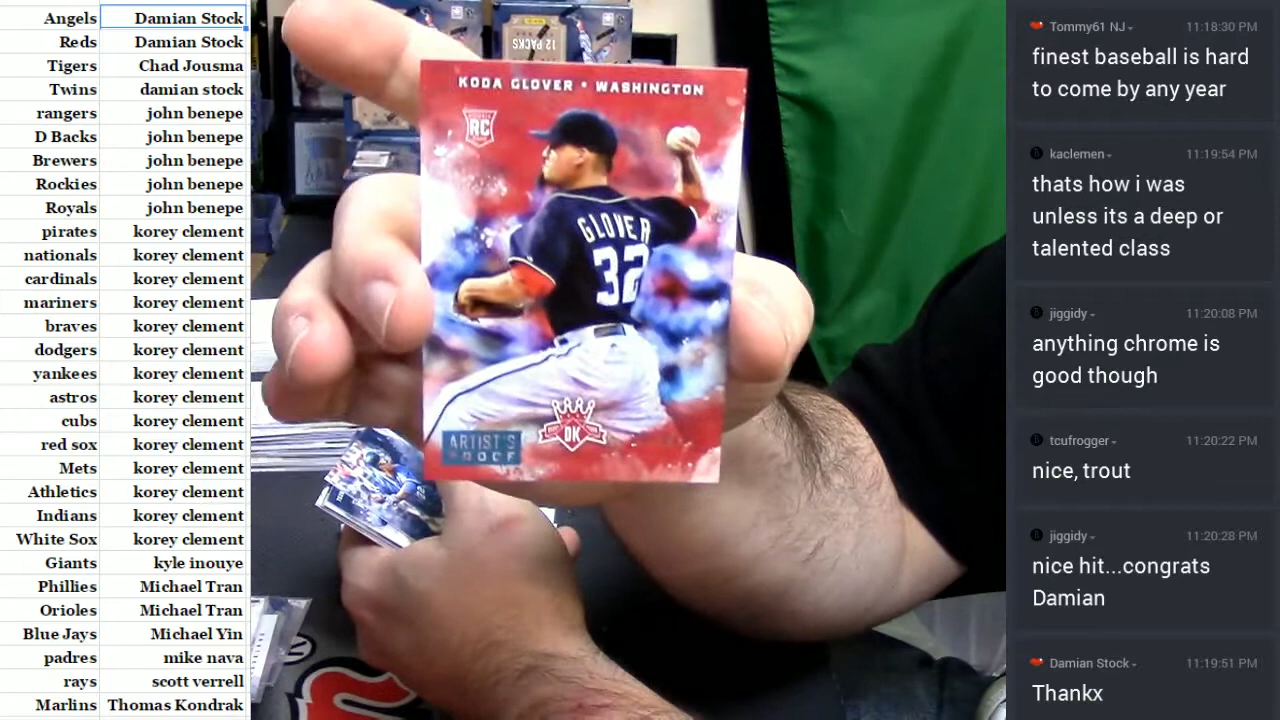 Angels Damian Stock
Reds Damian Stock
Tigers Chad Jousma
Twins damian stock
rangers john benepe
D Backs john benepe
Brewers john benepe
Rockies john benepe
Royals john benepe
pirates korey clement
nationals korey clement
cardinals korey clement
mariners korey clement
braves korey clement
dodgers korey clement
yankees korey clement
astros korey clement
cubs korey clement
red sox korey clement
Mets korey clement
Athletics korey clement
Indians korey clement
White Sox korey clement
Giants kyle inouye
Phillies Michael Tran
Orioles Michael Tran
Blue Jays Michael Yin
padres mike nava
rays scott verrell
Marlins Thomas Kondrak
12 PACKS
KODA GLOVER • WASHINGTON
RC
GLOVER
32
DK
ARTIST'S
PROOF
Tommy61 NJ 11:18:30 PM
finest baseball is hard
to come by any year
kaclemen 11:19:54 PM
thats how i was
unless its a deep or
talented class
jiggidy 11:20:08 PM
anything chrome is
good though
tcufrogger 11:20:22 PM
nice, trout
jiggidy 11:20:28 PM
nice hit...congrats
Damian
Damian Stock 11:19:51 PM
Thankx